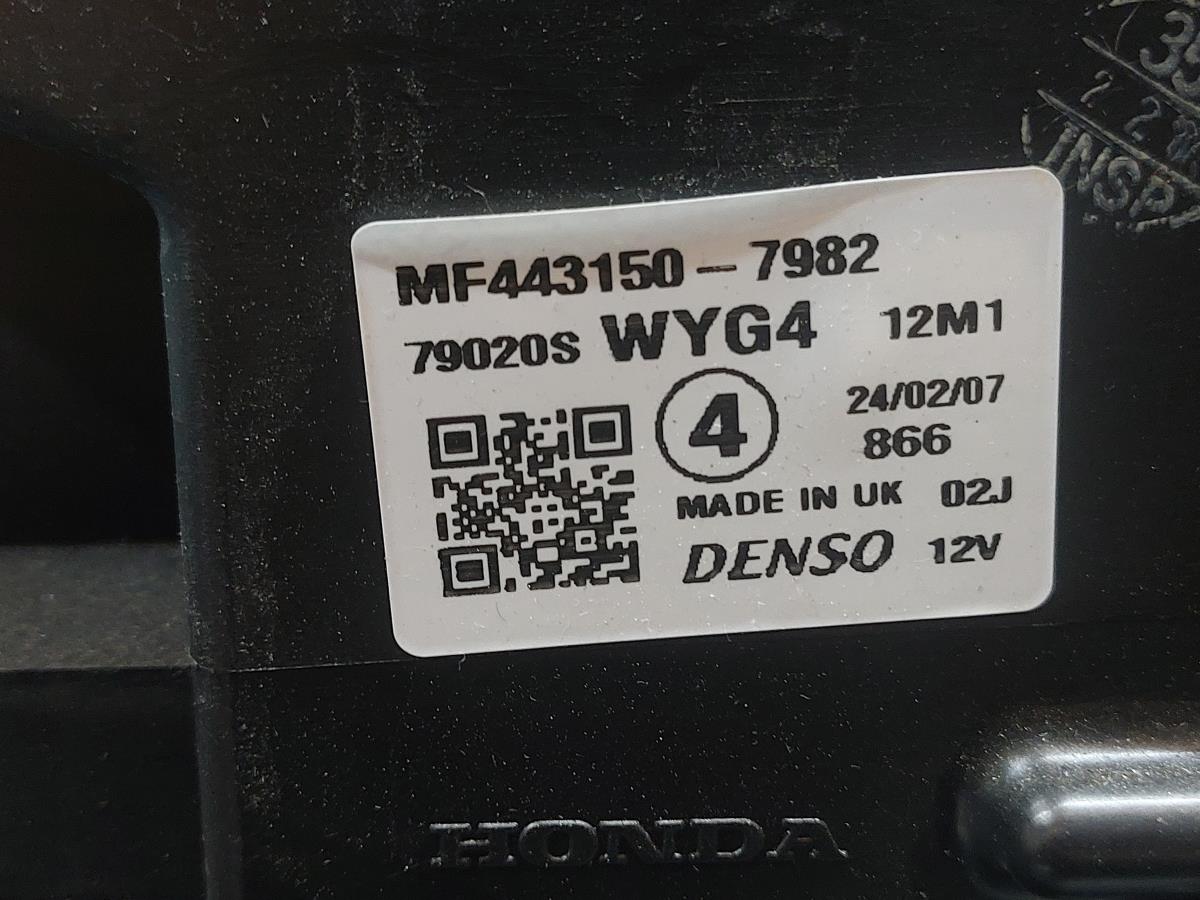 MF443150-7982
79020S WYG4 12M1
4
24/02/07
866
MADE IN UK 02J
DENSO 12V
INSP
HONDA